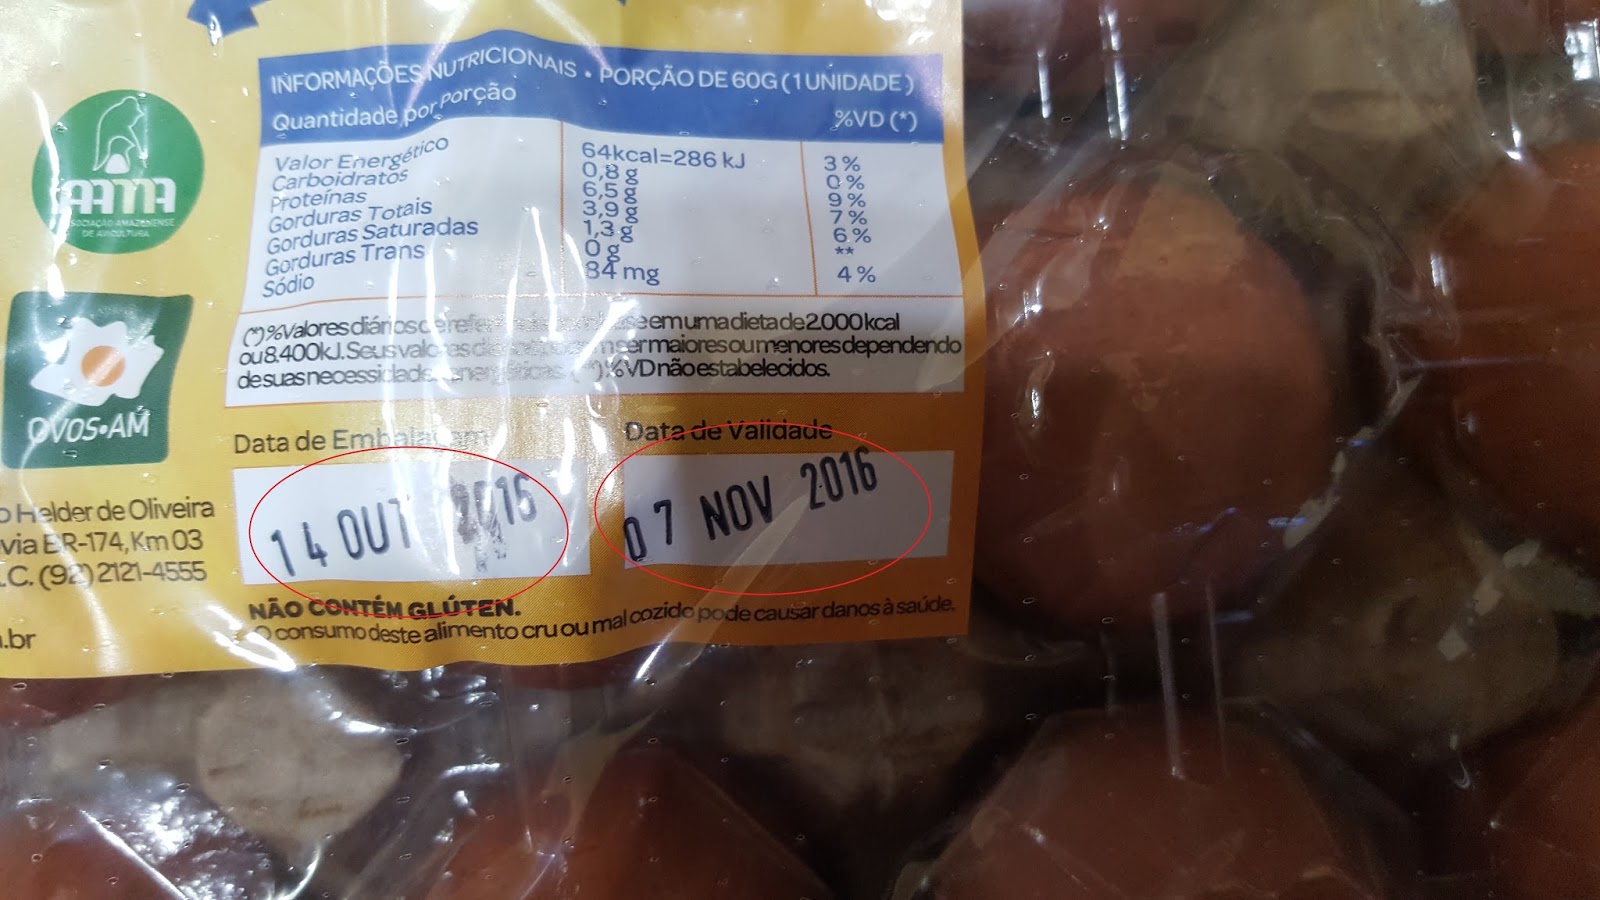 INFORMAÇÕES NUTRICIONAIS • PORÇÃO DE 60G (1 UNIDADE)
Quantidade por Porção %VD (*)
Valor Energético 64kcal=286 kJ 3%
Carboidratos 0,8 g 0%
Proteínas 6,5 g 9%
Gorduras Totais 3,9 g 7%
Gorduras Saturadas 1,3 g 6%
Gorduras Trans 0 g **
Sódio 84 mg 4%
(*)%Valores diários de em uma dieta de 2.000 kcal
ou 8.400kJ. Seus ser maiores ou menores dependendo
de suas %VD não estabelecidos.
AAMA
AMAZONENSE
DE AVICULTURA
OVOS•AM
Data de Embalagem Data de Validade
14 OUT 07 NOV 2016
Helder de Oliveira
BR-174, Km 03
.C. (92) 2121-4555
.br
NÃO CONTÉM GLÚTEN.
O consumo deste alimento cru ou mal cozido pode causar danos à saúde.